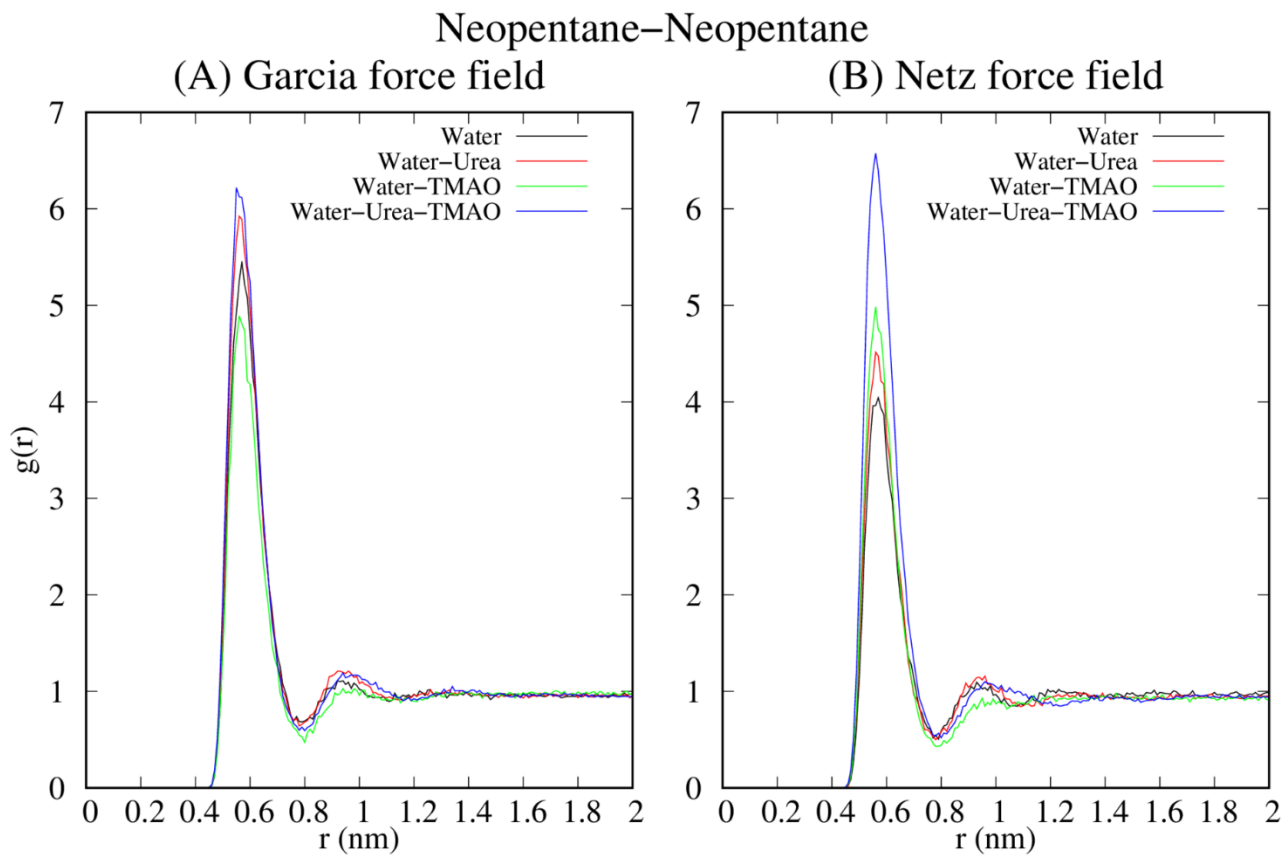 Neopentane–Neopentane
(A) Garcia force field
(B) Netz force field
7
6
5
4
3
2
1
0
g(r)
Water
Water–Urea
Water–TMAO
Water–Urea–TMAO
0 0.2 0.4 0.6 0.8 1 1.2 1.4 1.6 1.8 2
r (nm)
7
6
5
4
3
2
1
0
Water
Water–Urea
Water–TMAO
Water–Urea–TMAO
0 0.2 0.4 0.6 0.8 1 1.2 1.4 1.6 1.8 2
r (nm)